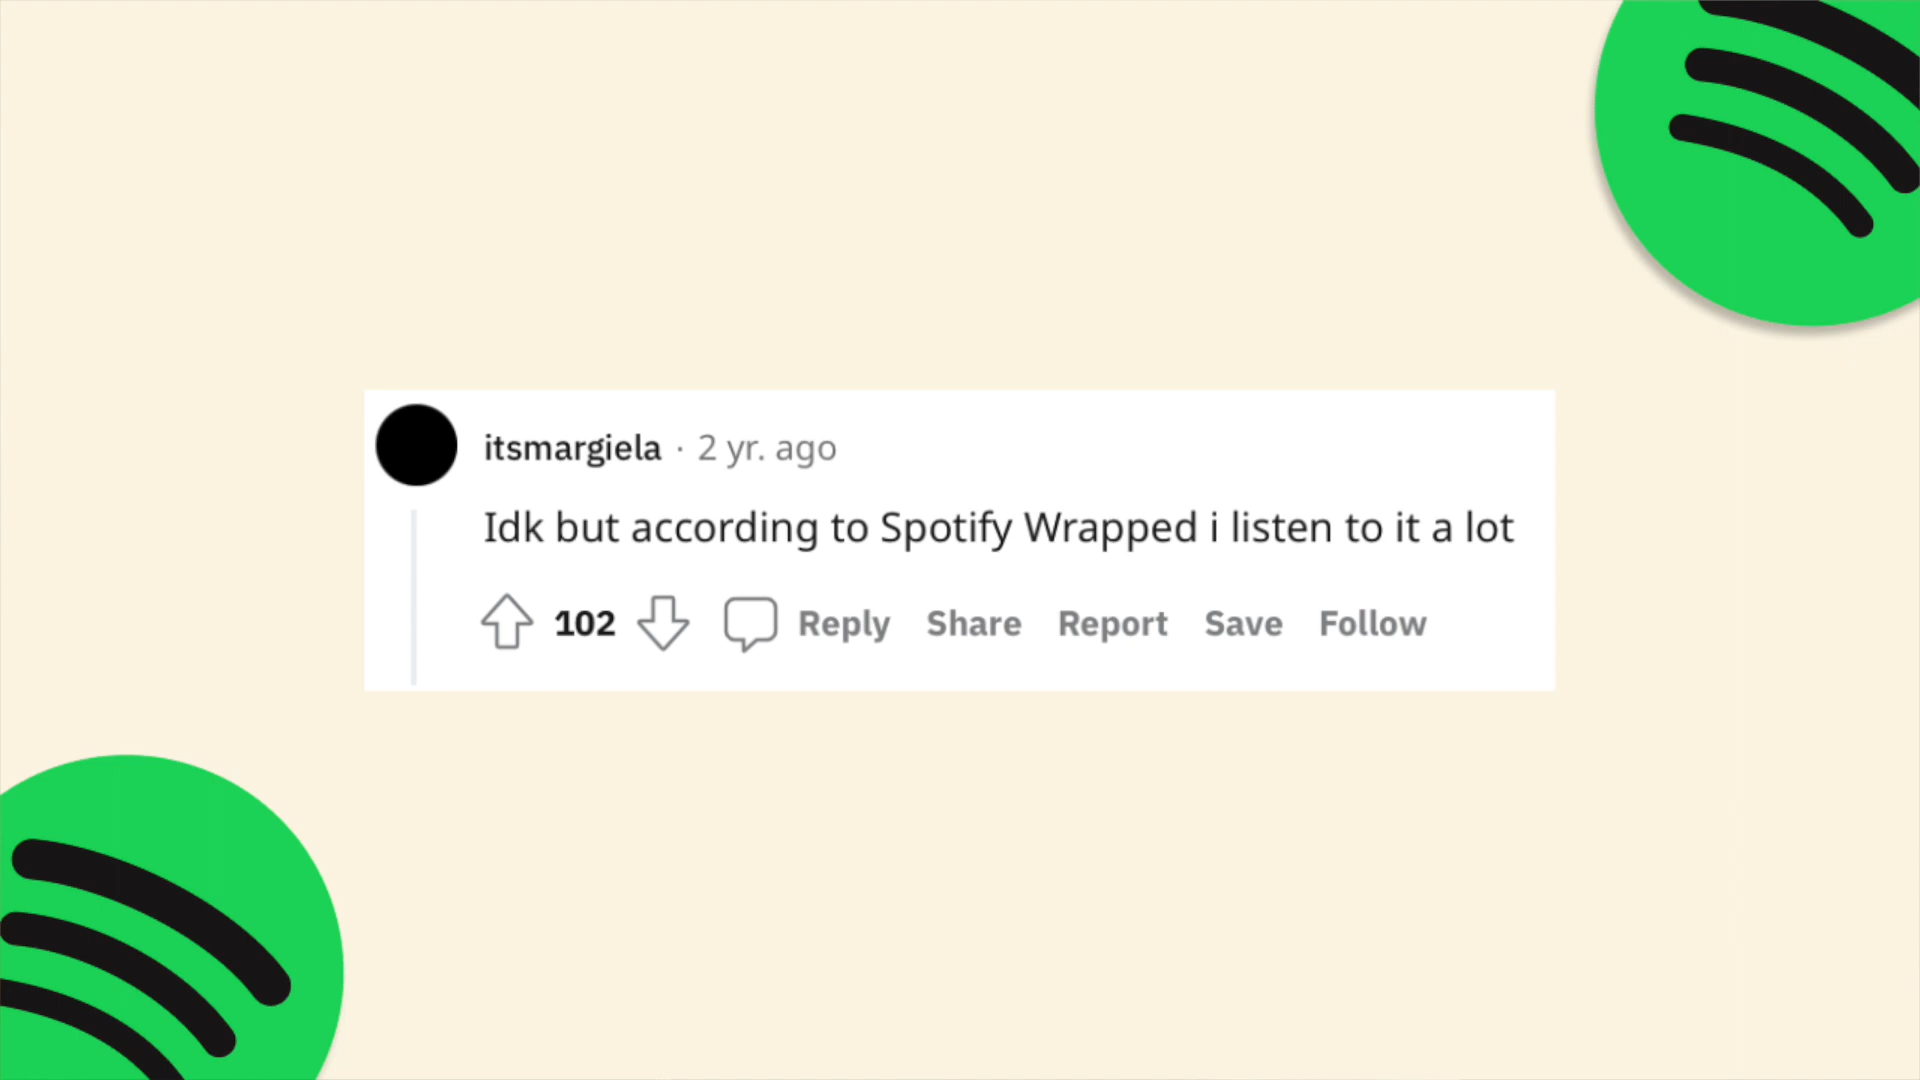 itsmargiela · 2 yr. ago
Idk but according to Spotify Wrapped i listen to it a lot
102 Reply Share Report Save Follow